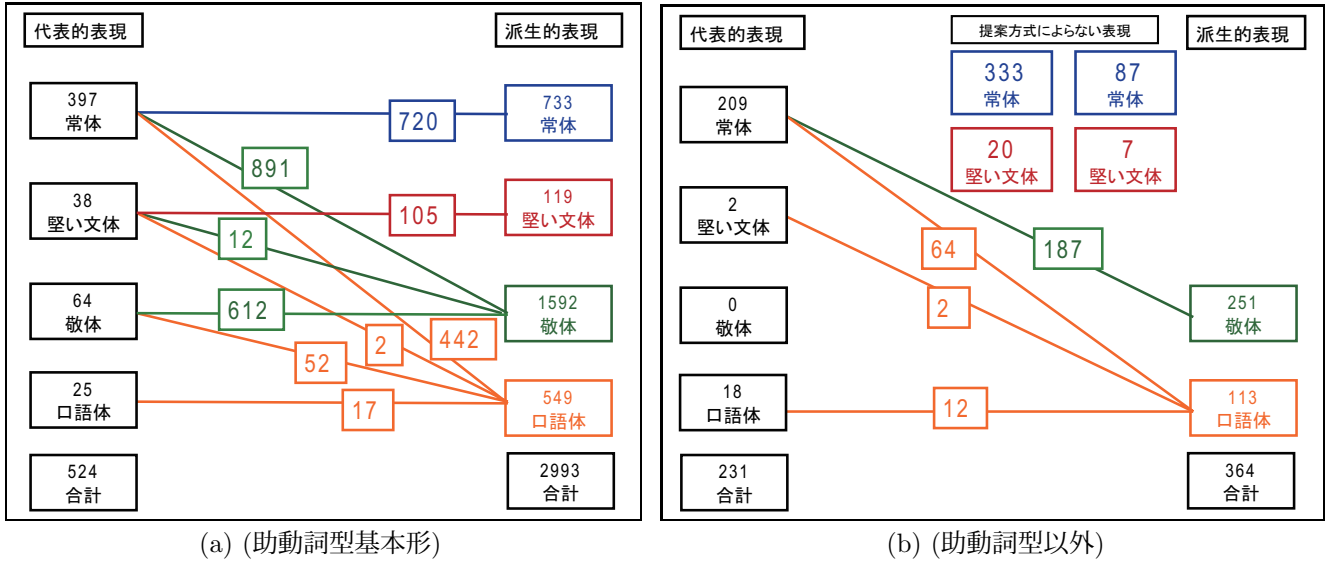 代表的表現
派生的表現
397
常体
720
733
常体
891
38
堅い文体
105
119
堅い文体
12
64
敬体
612
1592
敬体
442
2
52
25
口語体
17
549
口語体
524
合計
2993
合計
(a) (助動詞型基本形)
代表的表現
提案方式によらない表現
派生的表現
333
常体
87
常体
209
常体
20
堅い文体
7
堅い文体
2
堅い文体
64
187
2
0
敬体
251
敬体
18
口語体
12
113
口語体
231
合計
364
合計
(b) (助動詞型以外)